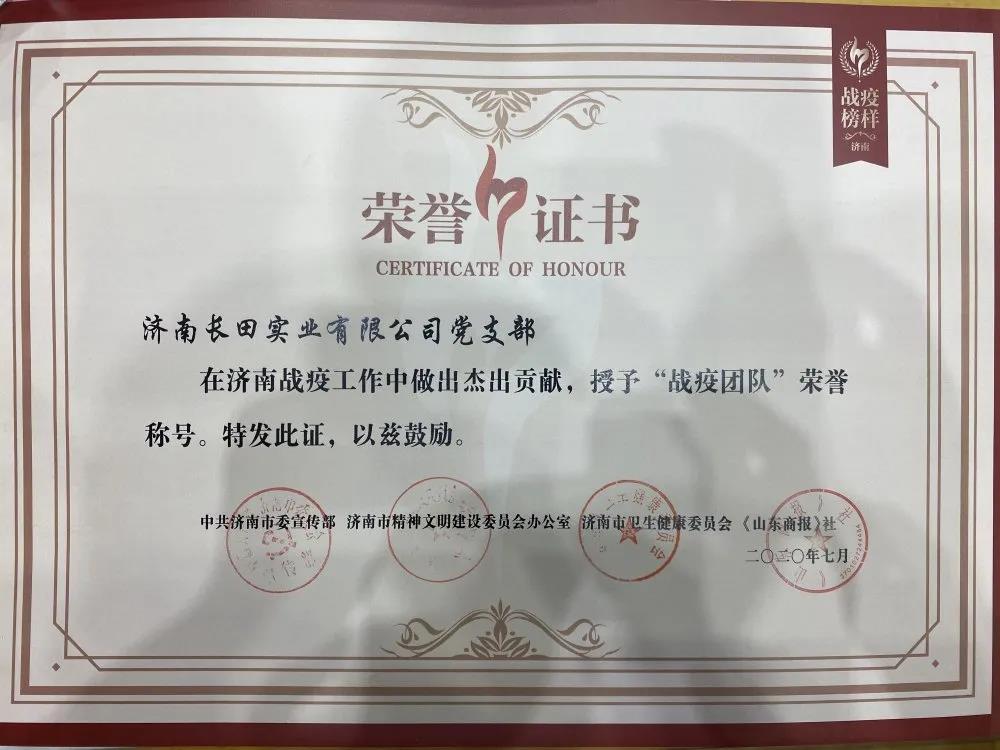 战疫
榜样
济南
荣誉证书
CERTIFICATE OF HONOUR
济南长田实业有限公司党支部
在济南战疫工作中做出杰出贡献，授予“战疫团队”荣誉
称号。特发此证，以兹鼓励。
中共济南市委宣传部 济南市精神文明建设委员会办公室 济南市卫生健康委员会 《山东商报》社
二〇二〇年七月